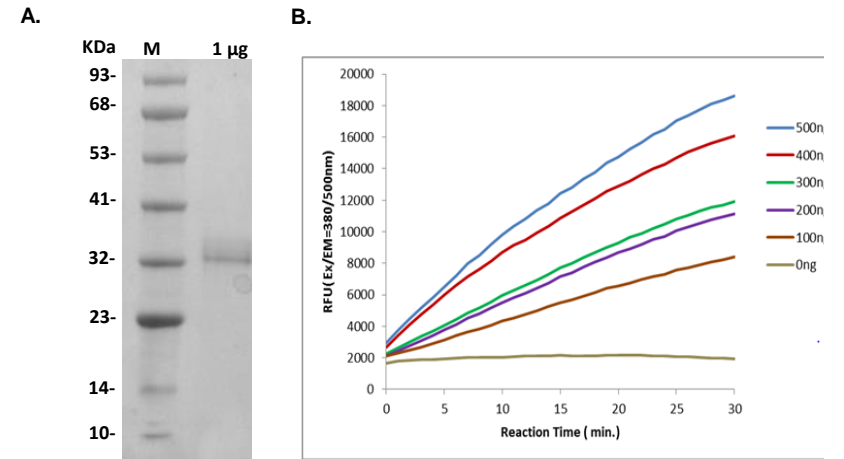 A.
B.
KDa M 1 µg
93-
68-
53-
41-
32-
23-
14-
10-
RFU( Ex/EM=380/500nm)
20000
18000
16000
14000
12000
10000
8000
6000
4000
2000
0
0 5 10 15 20 25 30
Reaction Time ( min.)
500n
400n
300n
200n
100n
0ng